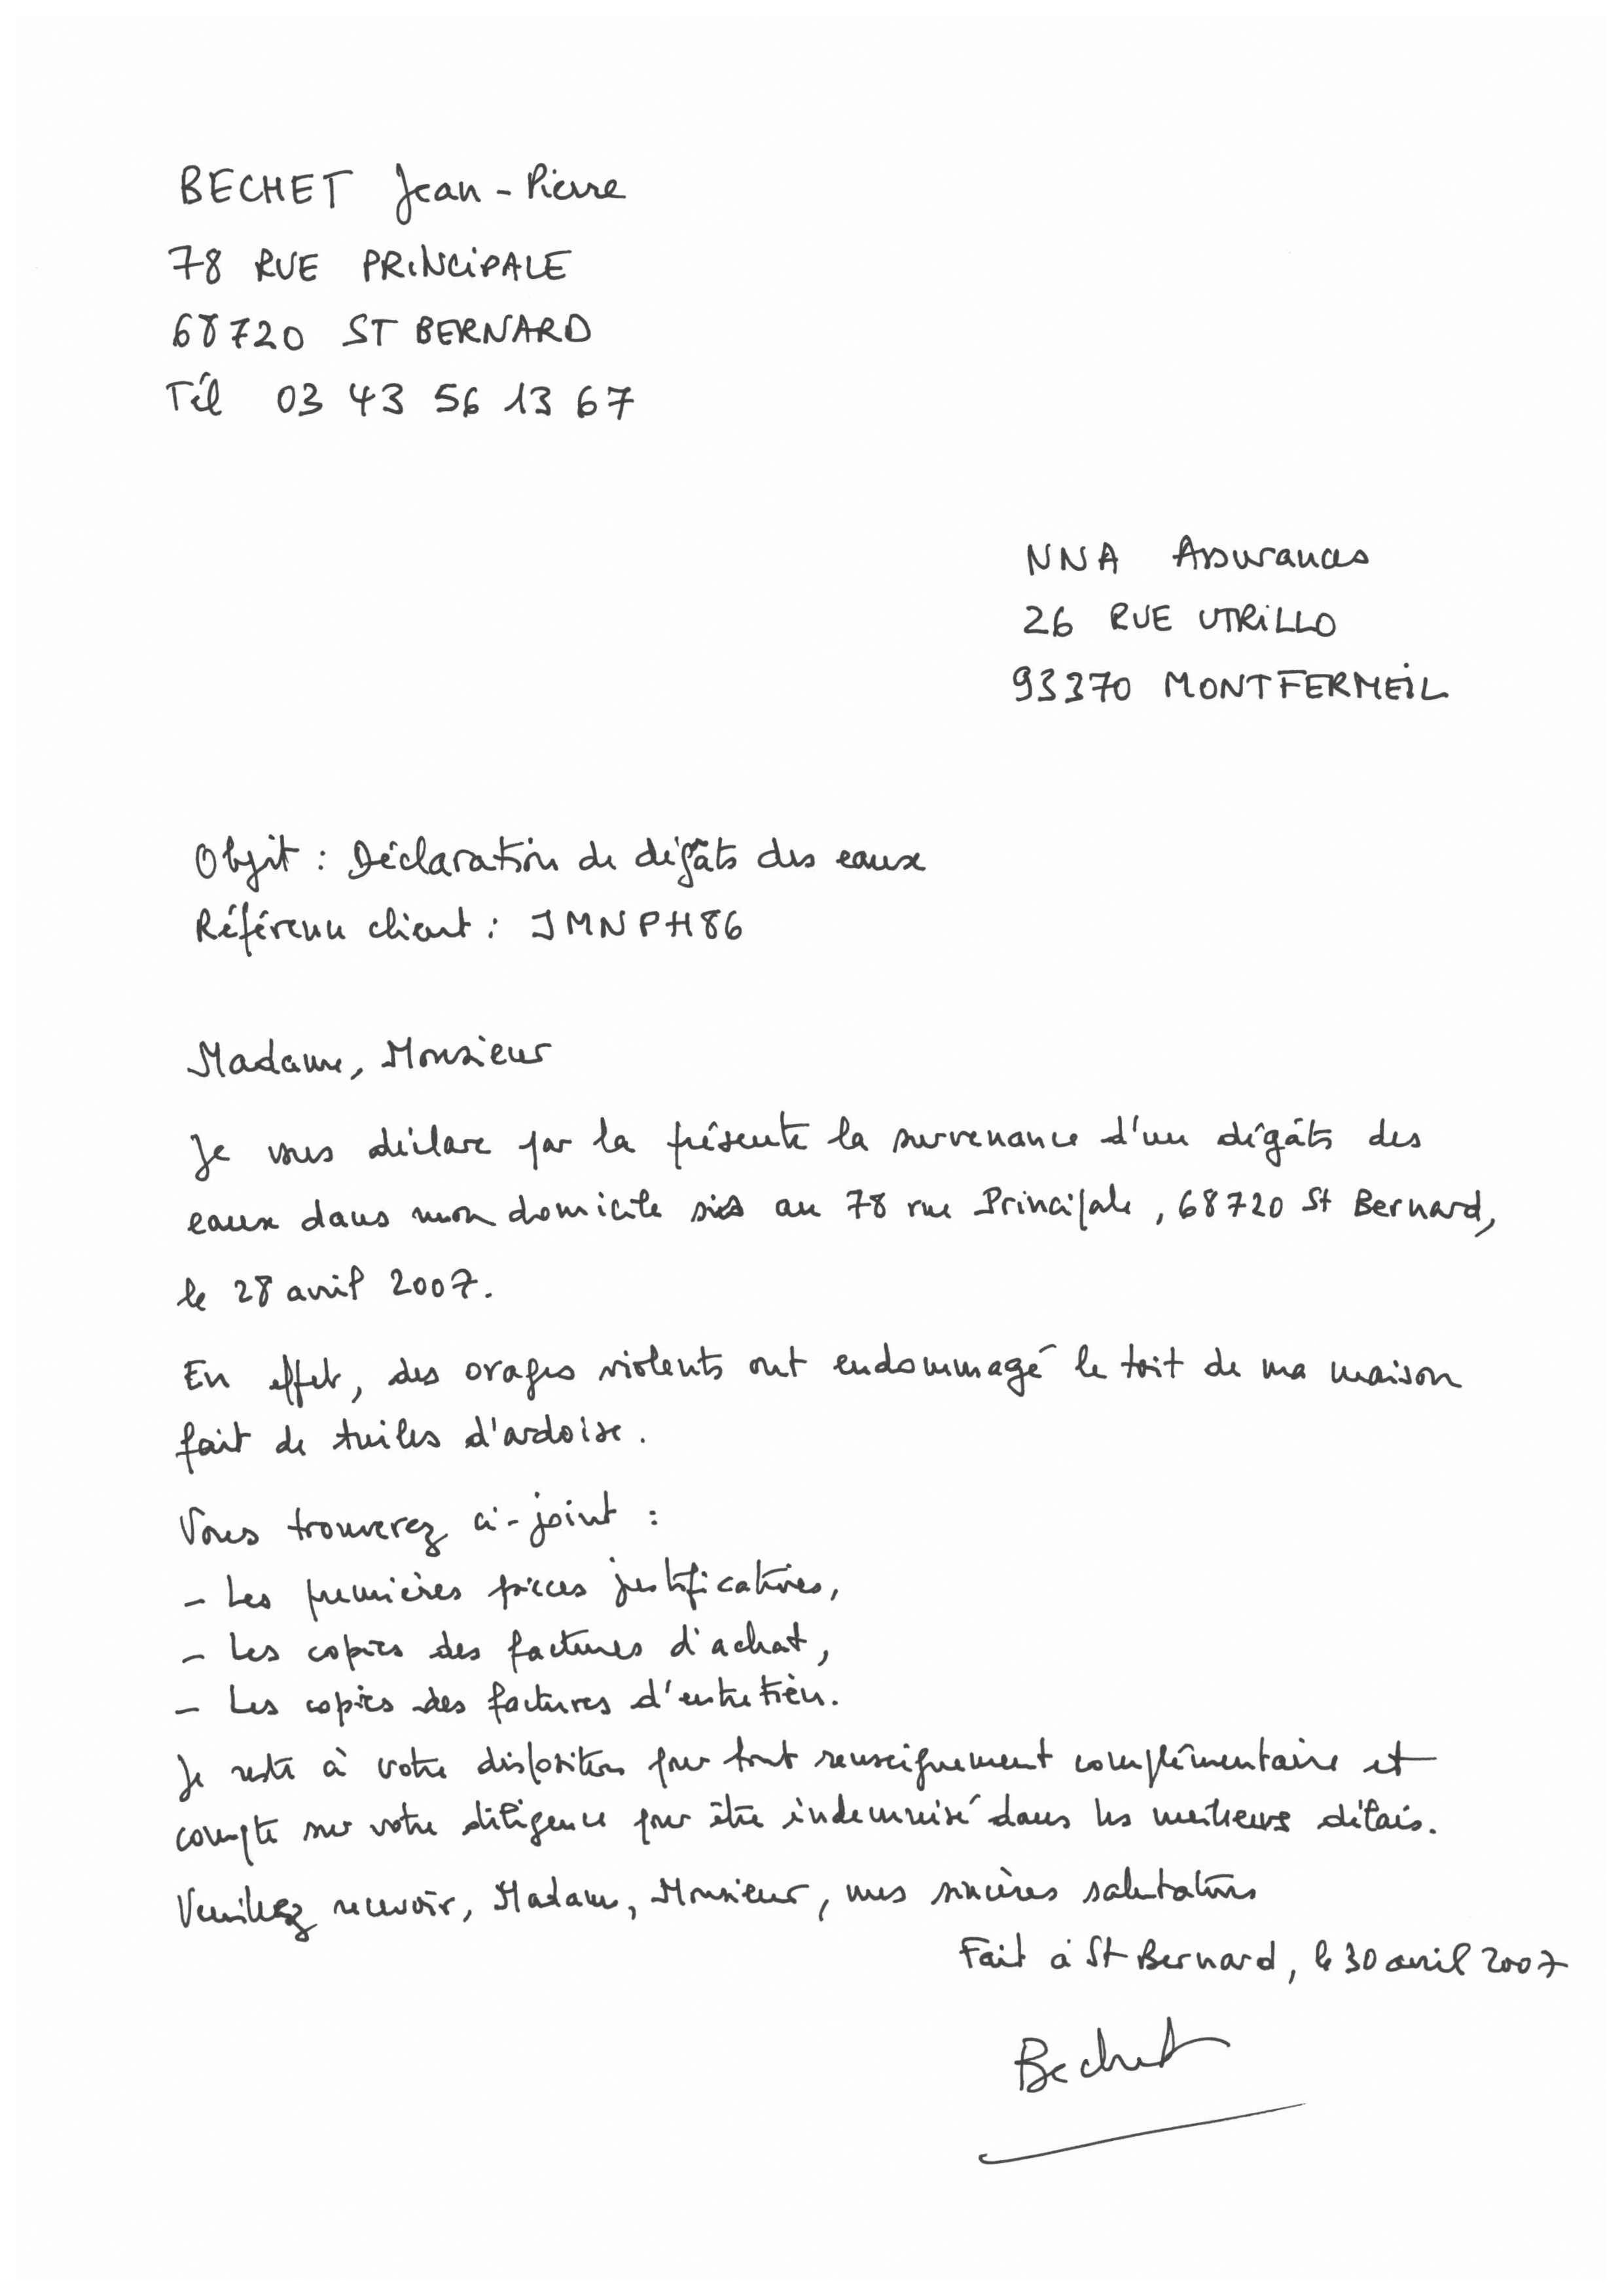 BECHET Jean-Pierre
78 RUE PRINCIPALE
68720 ST BERNARD
Tél 03 43 56 13 67
NNA Assurances
26 RUE UTRILLO
93370 MONTFERMEIL
Objet : Déclaration de dégâts des eaux
Référence client : JMNPH86
Madame, Monsieur
Je vous déclare par la présente la survenance d'un dégâts des
eaux dans mon domicile sis au 78 rue Principale, 68720 St Bernard,
le 28 avril 2007.
En effet, des orages violents ont endommagé le toit de ma maison
fait de tuiles d'ardoise.
Vous trouverez ci-joint :
- Les premières pièces justificatives,
- Les copies des factures d'achat,
- Les copies des factures d'entretien.
Je reste à votre disposition pour tout renseignement complémentaire et
compte sur votre diligence pour être indemnisé dans les meilleurs délais.
Veuillez recevoir, Madame, Monsieur, mes sincères salutations
Fait à St Bernard, le 30 avril 2007
Bechet